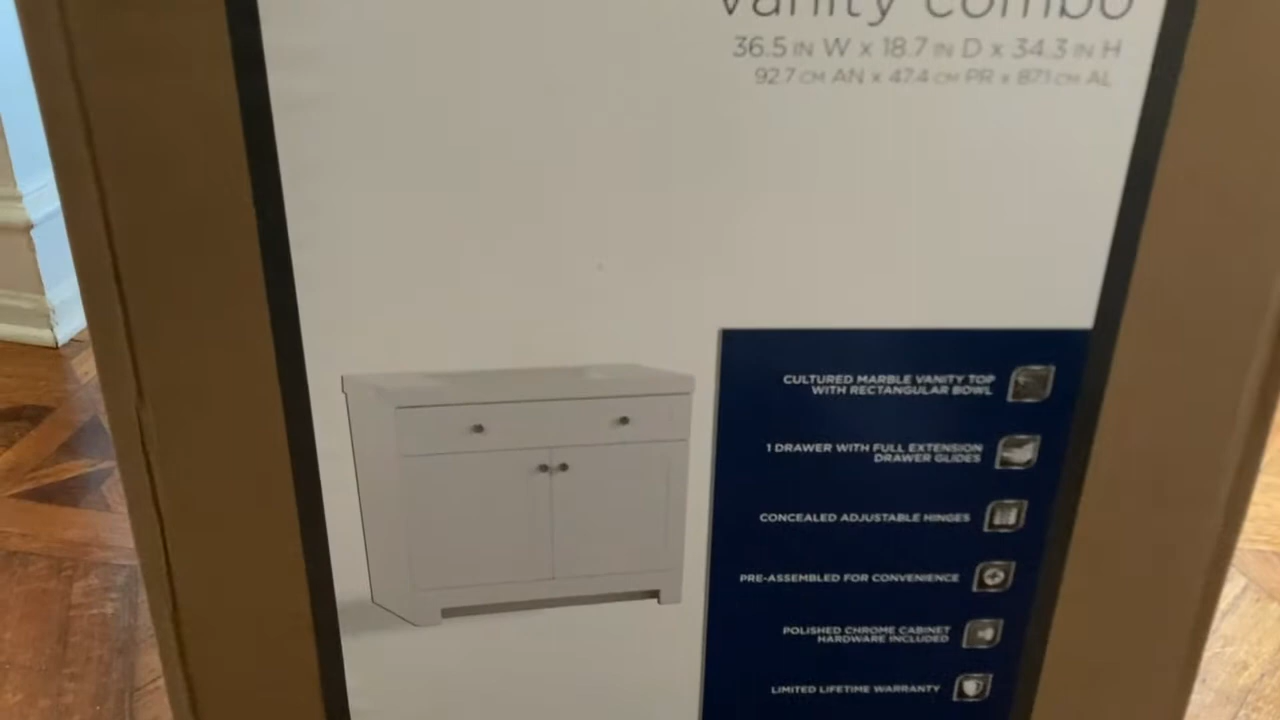 vanity combo
36.5 IN W x 18.7 IN D x 34.3 IN H
92.7 CM AN x 47.4 CM PR x 87.1 CM AL
CULTURED MARBLE VANITY TOP
WITH RECTANGULAR BOWL
1 DRAWER WITH FULL EXTENSION
DRAWER GLIDES
CONCEALED ADJUSTABLE HINGES
PRE-ASSEMBLED FOR CONVENIENCE
POLISHED CHROME CABINET
HARDWARE INCLUDED
LIMITED LIFETIME WARRANTY